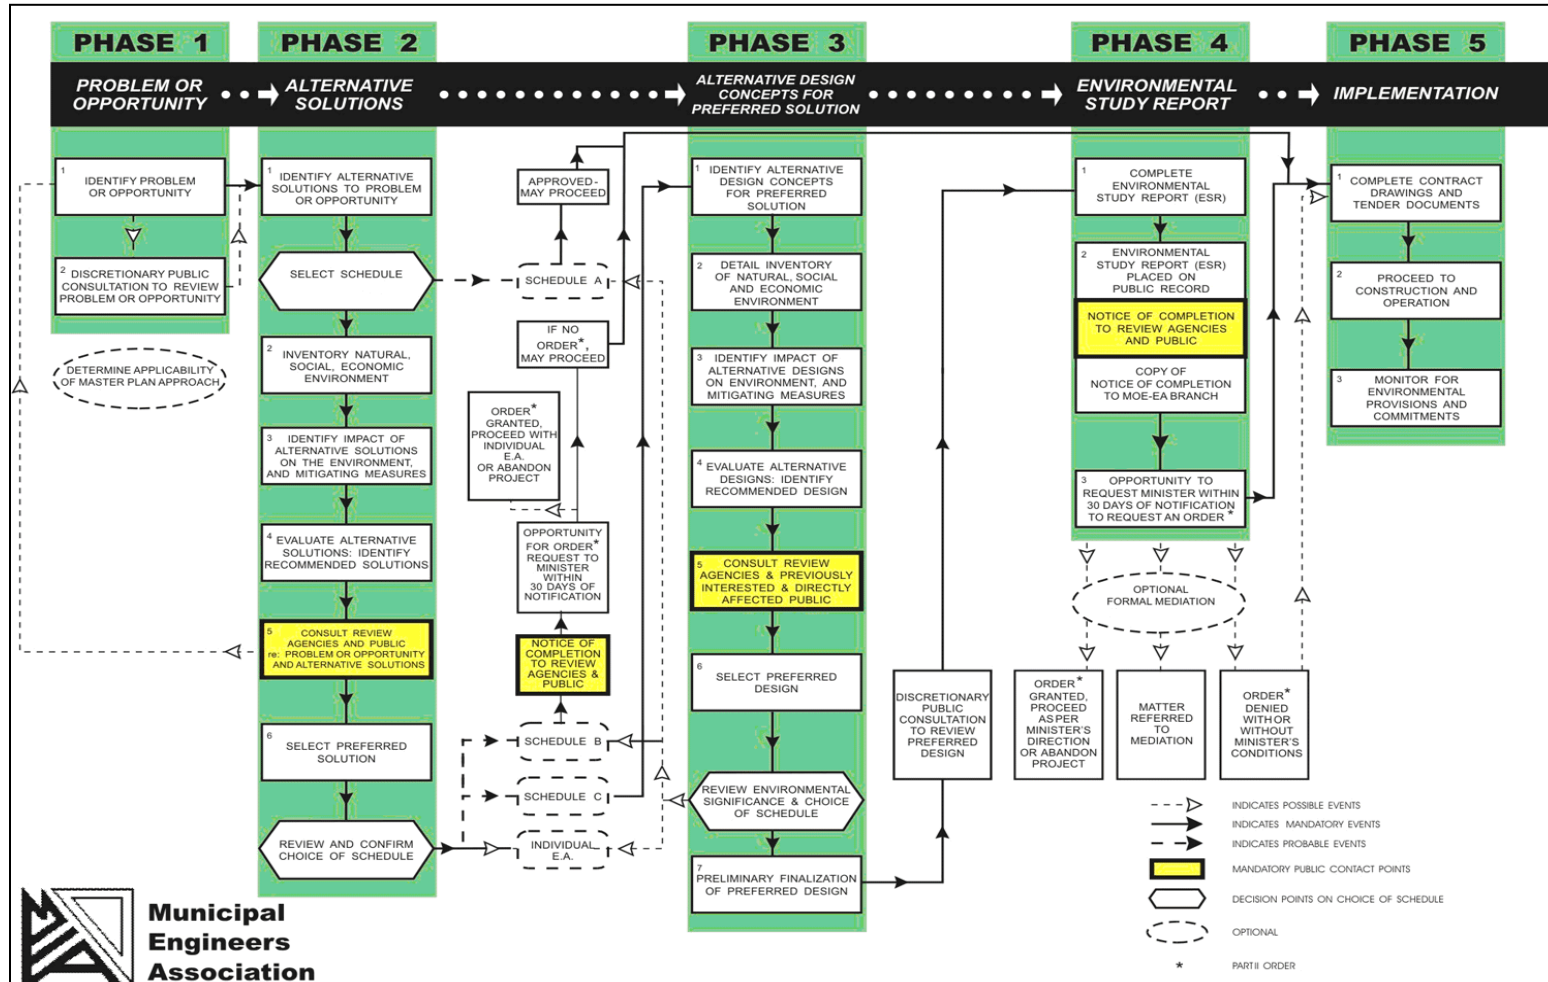 PHASE 1
PHASE 2
PHASE 3
PHASE 4
PHASE 5
PROBLEM OR
OPPORTUNITY
ALTERNATIVE
SOLUTIONS
ALTERNATIVE DESIGN
CONCEPTS FOR
PREFERRED SOLUTION
ENVIRONMENTAL
STUDY REPORT
IMPLEMENTATION
1
IDENTIFY PROBLEM
OR OPPORTUNITY
2 DISCRETIONARY PUBLIC
CONSULTATION TO REVIEW
PROBLEM OR OPPORTUNITY
DETERMINE APPLICABILITY
OF MASTER PLAN APPROACH
1
IDENTIFY ALTERNATIVE
SOLUTIONS TO PROBLEM
OR OPPORTUNITY
SELECT SCHEDULE
2
INVENTORY NATURAL,
SOCIAL, ECONOMIC
ENVIRONMENT
3 IDENTIFY IMPACT OF
ALTERNATIVE SOLUTIONS
ON THE ENVIRONMENT,
AND MITIGATING MEASURES
4 EVALUATE ALTERNATIVE
SOLUTIONS: IDENTIFY
RECOMMENDED SOLUTIONS
5 CONSULT REVIEW
AGENCIES AND PUBLIC
re: PROBLEM OR OPPORTUNITY
AND ALTERNATIVE SOLUTIONS
6
SELECT PREFERRED
SOLUTION
REVIEW AND CONFIRM
CHOICE OF SCHEDULE
APPROVED-
MAY PROCEED
SCHEDULE A
IF NO
ORDER*,
MAY PROCEED
ORDER*
GRANTED,
PROCEED WITH
INDIVIDUAL
E.A.
OR ABANDON
PROJECT
OPPORTUNITY
FOR ORDER*
REQUEST TO
MINISTER
WITHIN
30 DAYS OF
NOTIFICATION
NOTICE OF
COMPLETION
TO REVIEW
AGENCIES &
PUBLIC
SCHEDULE B
SCHEDULE C
INDIVIDUAL
E.A.
1 IDENTIFY ALTERNATIVE
DESIGN CONCEPTS
FOR PREFERRED
SOLUTION
2 DETAIL INVENTORY
OF NATURAL, SOCIAL
AND ECONOMIC
ENVIRONMENT
3 IDENTIFY IMPACT OF
ALTERNATIVE DESIGNS
ON ENVIRONMENT, AND
MITIGATING MEASURES
4 EVALUATE ALTERNATIVE
DESIGNS: IDENTIFY
RECOMMENDED DESIGN
5 CONSULT REVIEW
AGENCIES & PREVIOUSLY
INTERESTED & DIRECTLY
AFFECTED PUBLIC
6
SELECT PREFERRED
DESIGN
REVIEW ENVIRONMENTAL
SIGNIFICANCE & CHOICE
OF SCHEDULE
7
PRELIMINARY FINALIZATION
OF PREFERRED DESIGN
DISCRETIONARY
PUBLIC
CONSULTATION
TO REVIEW
PREFERRED
DESIGN
1 COMPLETE
ENVIRONMENTAL
STUDY REPORT (ESR)
2 ENVIRONMENTAL
STUDY REPORT (ESR)
PLACED ON
PUBLIC RECORD
NOTICE OF COMPLETION
TO REVIEW AGENCIES
AND PUBLIC
COPY OF
NOTICE OF COMPLETION
TO MOE-EA BRANCH
3 OPPORTUNITY TO
REQUEST MINISTER WITHIN
30 DAYS OF NOTIFICATION
TO REQUEST AN ORDER *
OPTIONAL
FORMAL MEDIATION
ORDER*
GRANTED,
PROCEED
AS PER
MINISTER'S
DIRECTION
OR ABANDON
PROJECT
MATTER
REFERRED
TO
MEDIATION
ORDER*
DENIED
WITH OR
WITHOUT
MINISTER'S
CONDITIONS
1
COMPLETE CONTRACT
DRAWINGS AND
TENDER DOCUMENTS
2
PROCEED TO
CONSTRUCTION AND
OPERATION
3 MONITOR FOR
ENVIRONMENTAL
PROVISIONS AND
COMMITMENTS
INDICATES POSSIBLE EVENTS
INDICATES MANDATORY EVENTS
INDICATES PROBABLE EVENTS
MANDATORY PUBLIC CONTACT POINTS
DECISION POINTS ON CHOICE OF SCHEDULE
OPTIONAL
* PART II ORDER
Municipal
Engineers
Association